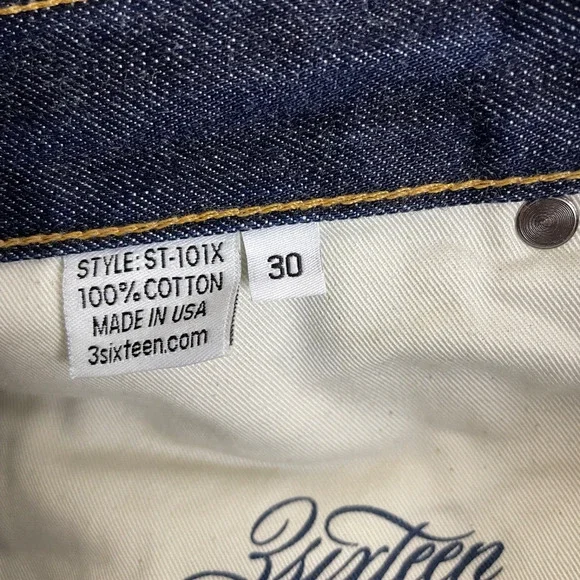 STYLE: ST-101X
100% COTTON
MADE IN USA
3sixteen.com
30
3sixteen